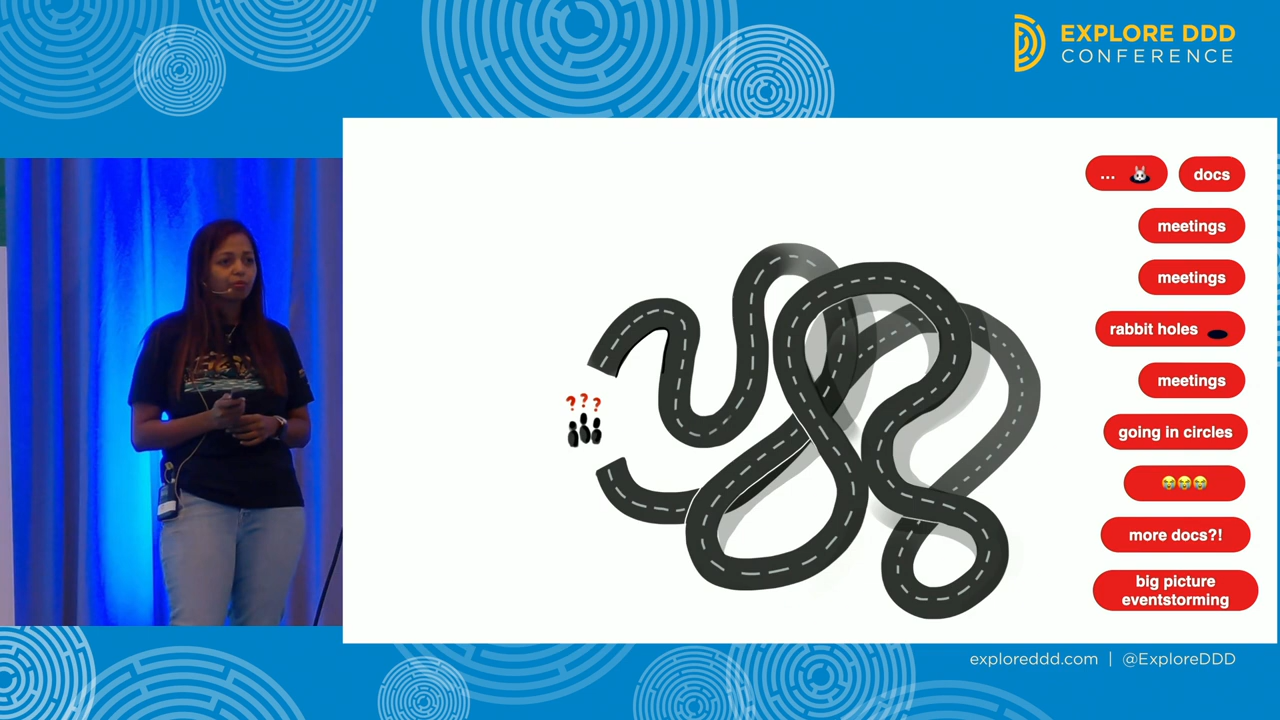 EXPLORE DDD
CONFERENCE
... docs
meetings
meetings
rabbit holes
meetings
going in circles
more docs?!
big picture
eventstorming
? ? ?
exploreddd.com | @ExploreDDD